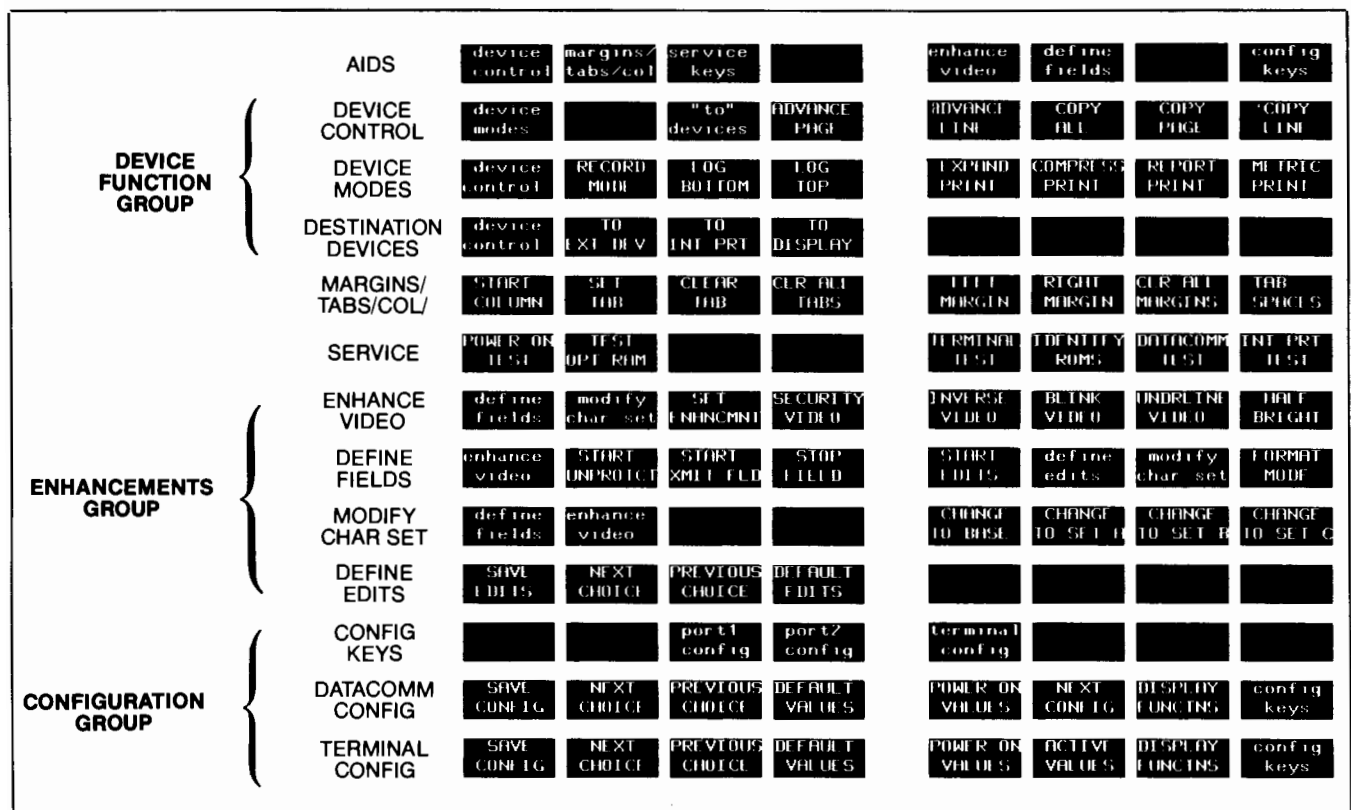 AIDS
device control
margins/ tabs/col
service keys
enhance video
define fields
config keys
DEVICE FUNCTION GROUP
DEVICE CONTROL
device modes
"to" devices
ADVANCE PAGE
ADVANCE LINE
COPY ALL
COPY PAGE
COPY LINE
DEVICE MODES
device control
RECORD MODE
LOG BOTTOM
LOG TOP
EXPAND PRINT
COMPRESS PRINT
REPORT PRINT
METRIC PRINT
DESTINATION DEVICES
device control
TO EXT DEV
TO INT PRT
TO DISPLAY
MARGINS/ TABS/COL/
START COLUMN
SET TAB
CLEAR TAB
CLR ALL TABS
LEFT MARGIN
RIGHT MARGIN
CLR ALL MARGINS
TAB SPACES
SERVICE
POWER ON TEST
TEST OPT RAM
TERMINAL TEST
IDENTIFY ROMS
DATACOMM TEST
INT PRT TEST
ENHANCEMENTS GROUP
ENHANCE VIDEO
define fields
modify char set
SET ENHNCMNT
SECURITY VIDEO
INVERSE VIDEO
BLINK VIDEO
UNDRLINE VIDEO
HALF BRIGHT
DEFINE FIELDS
enhance video
START UNPROTCT
START XMIT FLD
STOP FIELD
START EDITS
define edits
modify char set
FORMAT MODE
MODIFY CHAR SET
define fields
enhance video
CHANGE TO BASE
CHANGE TO SET A
CHANGE TO SET B
CHANGE TO SET C
DEFINE EDITS
SAVE EDITS
NEXT CHOICE
PREVIOUS CHOICE
DEFAULT EDITS
CONFIGURATION GROUP
CONFIG KEYS
port1 config
port2 config
terminal config
DATACOMM CONFIG
SAVE CONFIG
NEXT CHOICE
PREVIOUS CHOICE
DEFAULT VALUES
POWER ON VALUES
NEXT CONFIG
DISPLAY FUNCTNS
config keys
TERMINAL CONFIG
SAVE CONFIG
NEXT CHOICE
PREVIOUS CHOICE
DEFAULT VALUES
POWER ON VALUES
ACTIVE VALUES
DISPLAY FUNCTNS
config keys